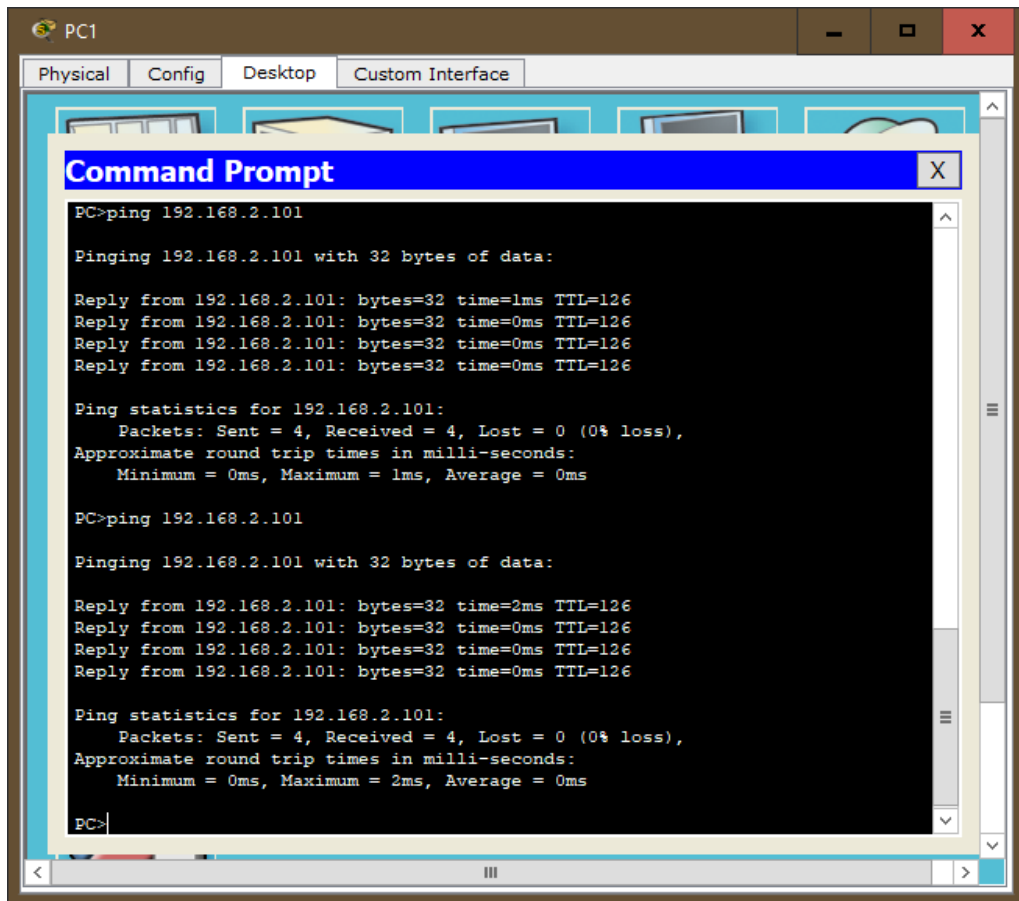 PC1
Physical Config Desktop Custom Interface
Command Prompt X
PC>ping 192.168.2.101
Pinging 192.168.2.101 with 32 bytes of data:
Reply from 192.168.2.101: bytes=32 time=1ms TTL=126
Reply from 192.168.2.101: bytes=32 time=0ms TTL=126
Reply from 192.168.2.101: bytes=32 time=0ms TTL=126
Reply from 192.168.2.101: bytes=32 time=0ms TTL=126
Ping statistics for 192.168.2.101:
Packets: Sent = 4, Received = 4, Lost = 0 (0% loss),
Approximate round trip times in milli-seconds:
Minimum = 0ms, Maximum = 1ms, Average = 0ms
PC>ping 192.168.2.101
Pinging 192.168.2.101 with 32 bytes of data:
Reply from 192.168.2.101: bytes=32 time=2ms TTL=126
Reply from 192.168.2.101: bytes=32 time=0ms TTL=126
Reply from 192.168.2.101: bytes=32 time=0ms TTL=126
Reply from 192.168.2.101: bytes=32 time=0ms TTL=126
Ping statistics for 192.168.2.101:
Packets: Sent = 4, Received = 4, Lost = 0 (0% loss),
Approximate round trip times in milli-seconds:
Minimum = 0ms, Maximum = 2ms, Average = 0ms
PC>